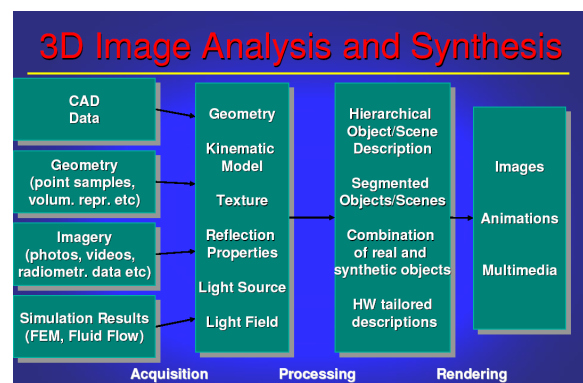 3D Image Analysis and Synthesis
CAD
Data
Geometry
(point samples,
volum. repr. etc)
Imagery
(photos, videos,
radiometr. data etc)
Simulation Results
(FEM, Fluid Flow)
Geometry
Kinematic
Model
Texture
Reflection
Properties
Light Source
Light Field
Hierarchical
Object/Scene
Description
Segmented
Objects/Scenes
Combination
of real and
synthetic objects
HW tailored
descriptions
Images
Animations
Multimedia
Acquisition
Processing
Rendering